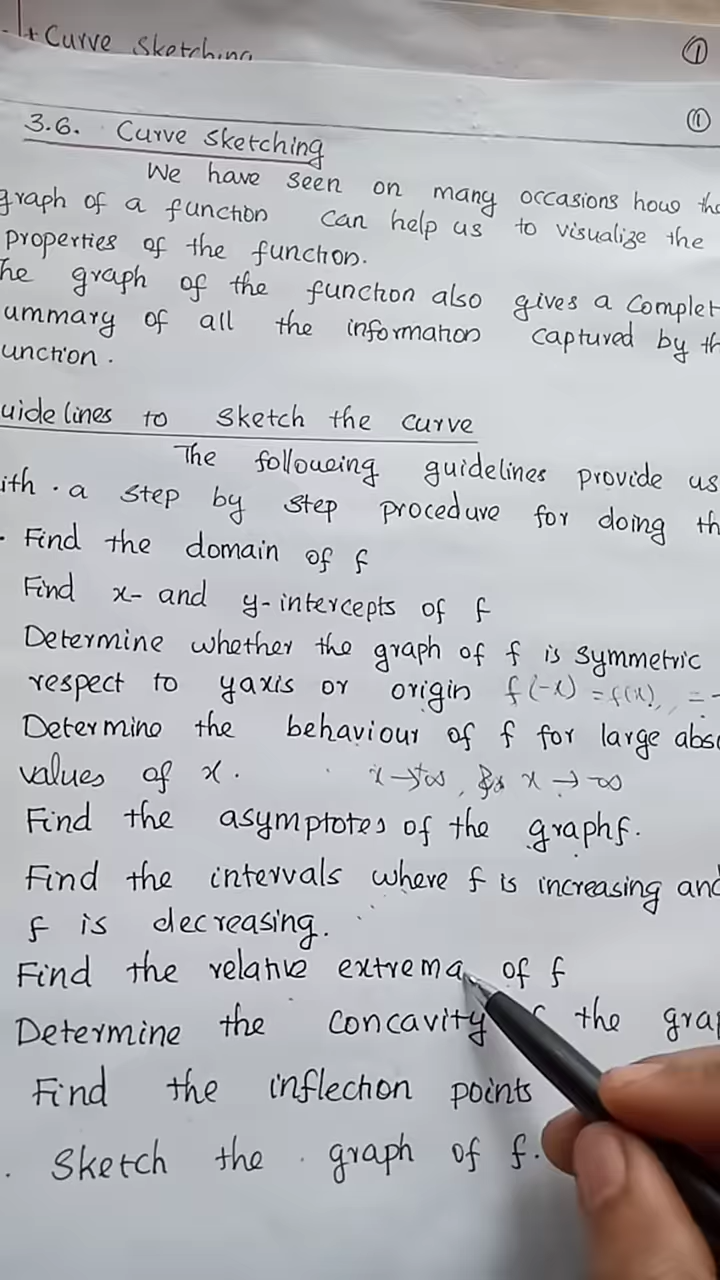 + Curve Sketching
①
①
3.6. Curve Sketching
We have seen on many occasions how the
graph of a function can help us to visualize the
properties of the function.
he graph of the function also gives a Complet
ummary of all the information captured by th
unction.
uidelines to sketch the curve
The following guidelines provide us
ith a step by step procedure for doing th
Find the domain of f
Find x- and y-intercepts of f
Determine whether the graph of f is symmetric
respect to yaxis or origin f(-x) = f(x), = -
Determine the behaviour of f for large abso
values of x. x→+∞, & x → -∞
Find the asymptotes of the graph f.
Find the intervals where f is increasing and
f is decreasing.
Find the relative extrema of f
Determine the concavity the grap
Find the inflection points
. Sketch the graph of f.